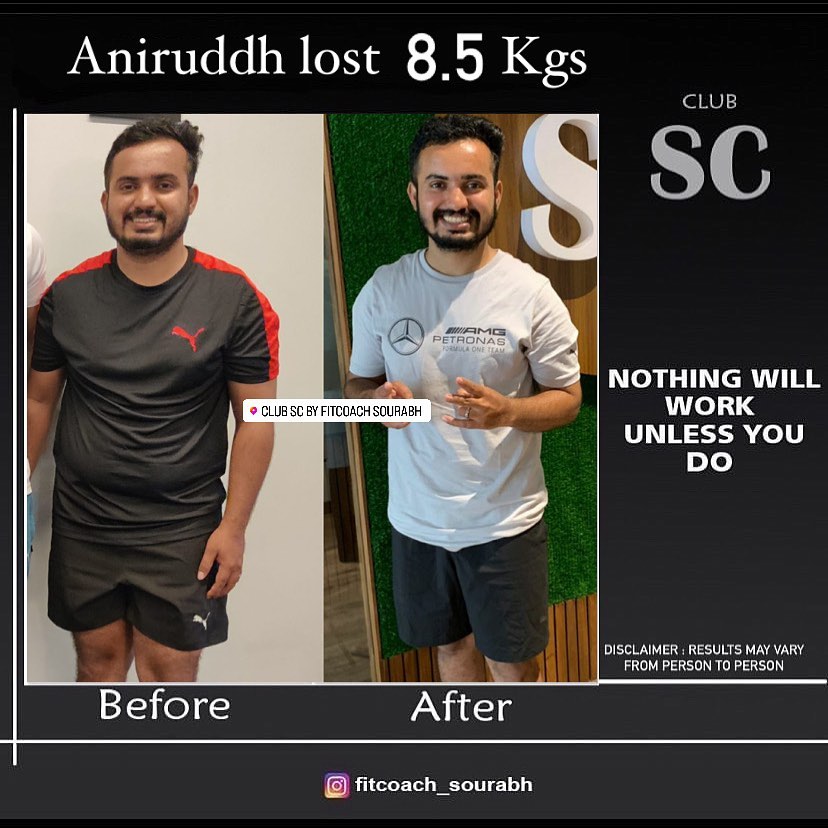 Aniruddh lost 8.5 Kgs
CLUB
SC
S
AMG
PETRONAS
FORMULA ONE TEAM
CLUB SC BY FITCOACH SOURABH
NOTHING WILL
WORK
UNLESS YOU
DO
DISCLAIMER : RESULTS MAY VARY
FROM PERSON TO PERSON
Before
After
fitcoach_sourabh